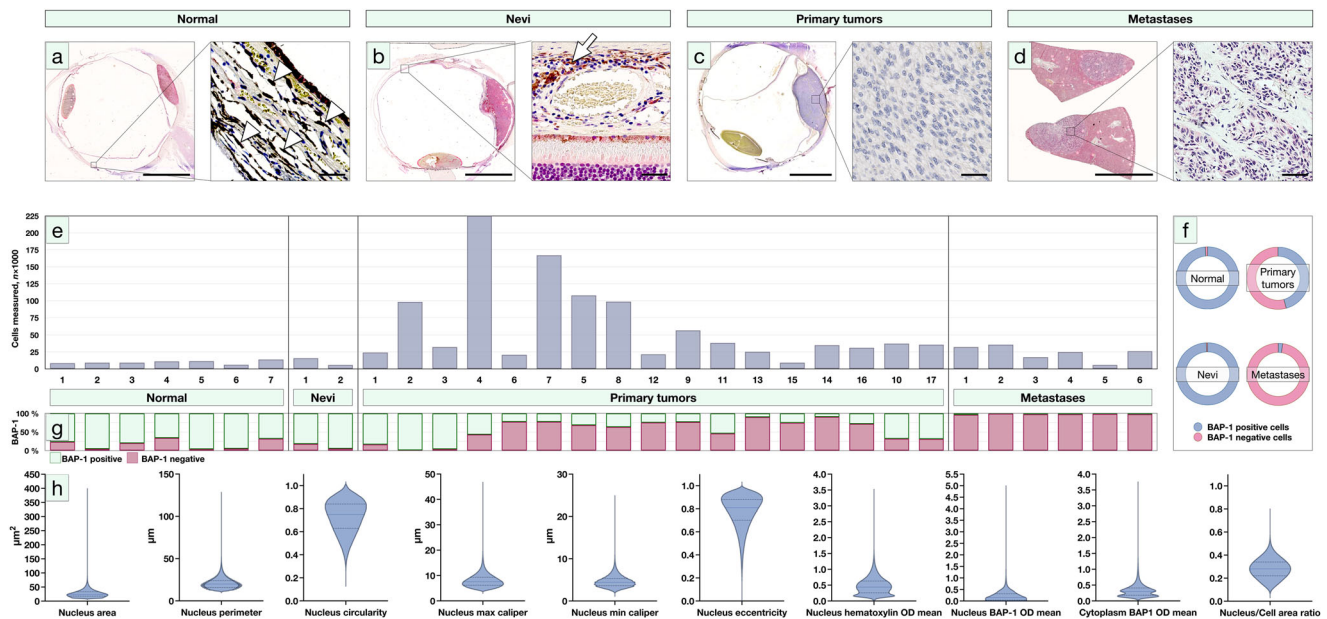 Normal
Nevi
Primary tumors
Metastases
a
b
c
d
e
Cells measured, n×1000
225
175
150
125
100
75
50
25
0
1 2 3 4 5 6 7 1 2 1 2 3 4 6 7 5 8 12 9 11 13 15 14 16 10 17 1 2 3 4 5 6
Normal
Nevi
Primary tumors
Metastases
g
BAP-1
100 %
50 %
0 %
BAP-1 positive
BAP-1 negative
f
Normal
Primary
tumors
Nevi
Metastases
BAP-1 positive cells
BAP-1 negative cells
h
µm²
450
400
350
300
250
200
150
100
50
0
Nucleus area
150
100
50
0
Nucleus perimeter
1.0
0.8
0.6
0.4
0.2
0.0
Nucleus circularity
µm
50
40
30
20
10
0
Nucleus max caliper
µm
30
20
10
0
Nucleus min caliper
1.0
0.8
0.6
0.4
0.2
0.0
Nucleus eccentricity
4.0
3.5
3.0
2.5
2.0
1.5
1.0
0.5
0.0
Nucleus hematoxylin OD mean
5.5
5.0
4.5
4.0
3.5
3.0
2.5
2.0
1.5
1.0
0.5
0.0
Nucleus BAP-1 OD mean
4.0
3.5
3.0
2.5
2.0
1.5
1.0
0.5
0.0
Cytoplasm BAP1 OD mean
1.0
0.8
0.6
0.4
0.2
0.0
Nucleus/Cell area ratio